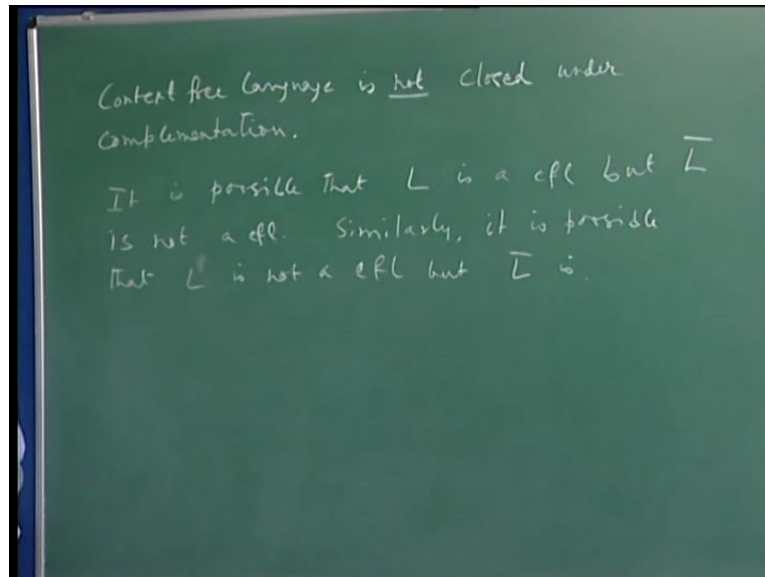 Context free language is not closed under
complementation.
It is possible that L is a cfl but L̅
is not a cfl. Similarly, it is possible
that L is not a cfl but L̅ is.